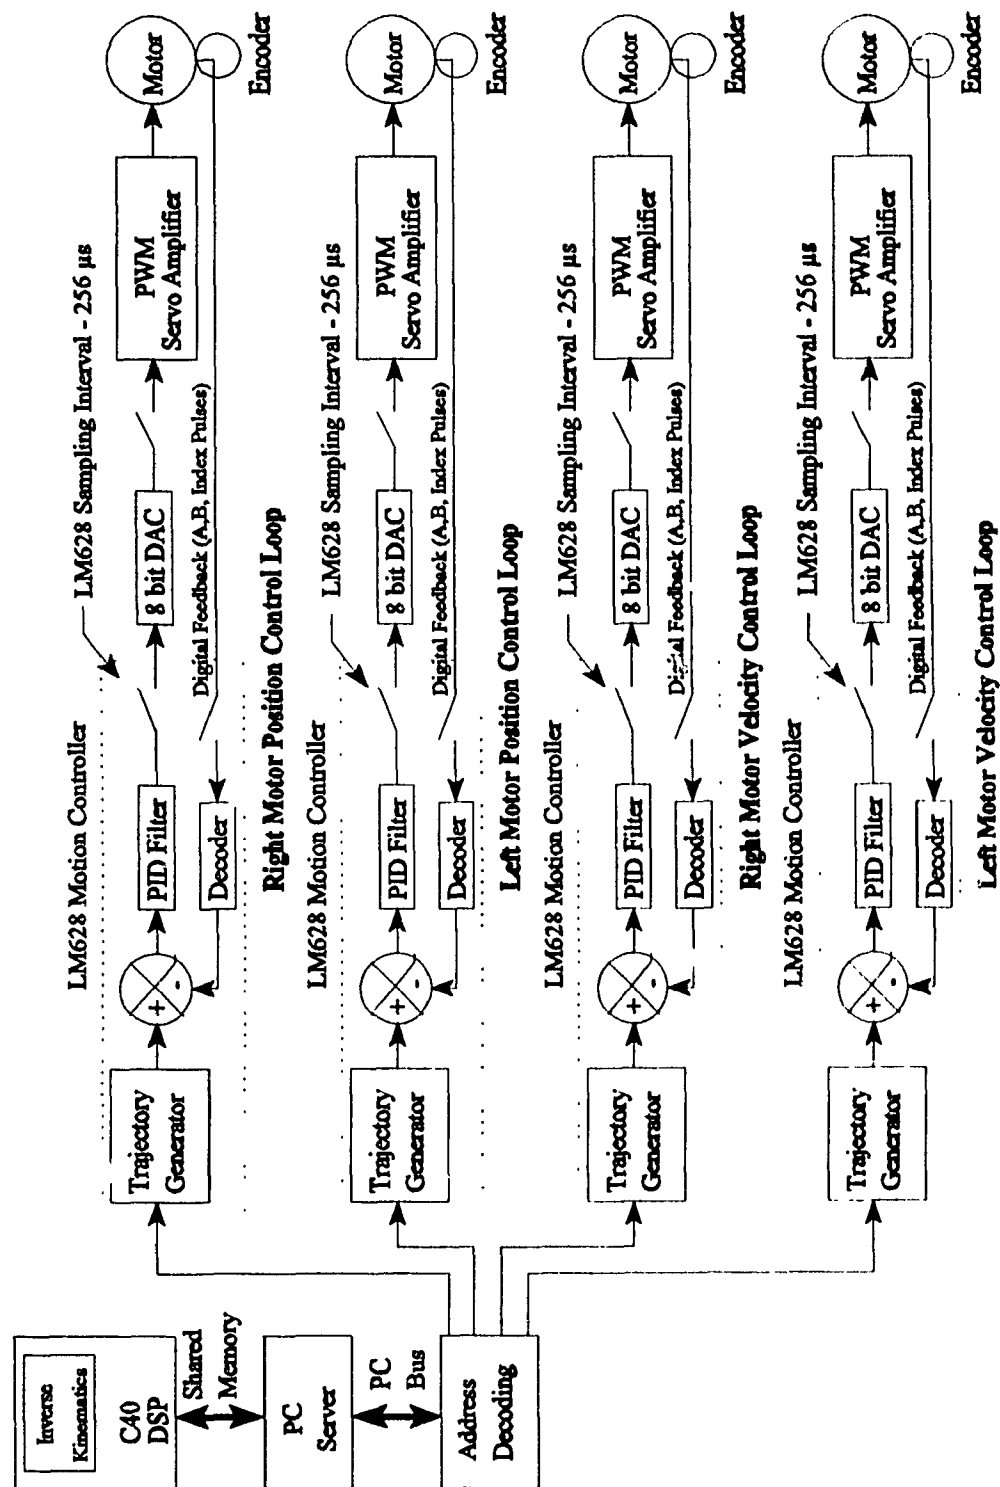 Inverse
Kinematics
C40
DSP
Shared
Memory
PC
Server
PC
Bus
Address
Decoding
LM628 Motion Controller
LM628 Sampling Interval - 256 µs
Trajectory
Generator
+
-
PID Filter
8 bit DAC
PWM
Servo Amplifier
Motor
Encoder
Decoder
Digital Feedback (A,B, Index Pulses)
Right Motor Position Control Loop
LM628 Motion Controller
LM628 Sampling Interval - 256 µs
Trajectory
Generator
+
-
PID Filter
8 bit DAC
PWM
Servo Amplifier
Motor
Encoder
Decoder
Digital Feedback (A,B, Index Pulses)
Left Motor Position Control Loop
LM628 Motion Controller
LM628 Sampling Interval - 256 µs
Trajectory
Generator
+
-
PID Filter
8 bit DAC
PWM
Servo Amplifier
Motor
Encoder
Decoder
Digital Feedback (A,B, Index Pulses)
Right Motor Velocity Control Loop
LM628 Motion Controller
LM628 Sampling Interval - 256 µs
Trajectory
Generator
+
-
PID Filter
8 bit DAC
PWM
Servo Amplifier
Motor
Encoder
Decoder
Digital Feedback (A,B, Index Pulses)
Left Motor Velocity Control Loop